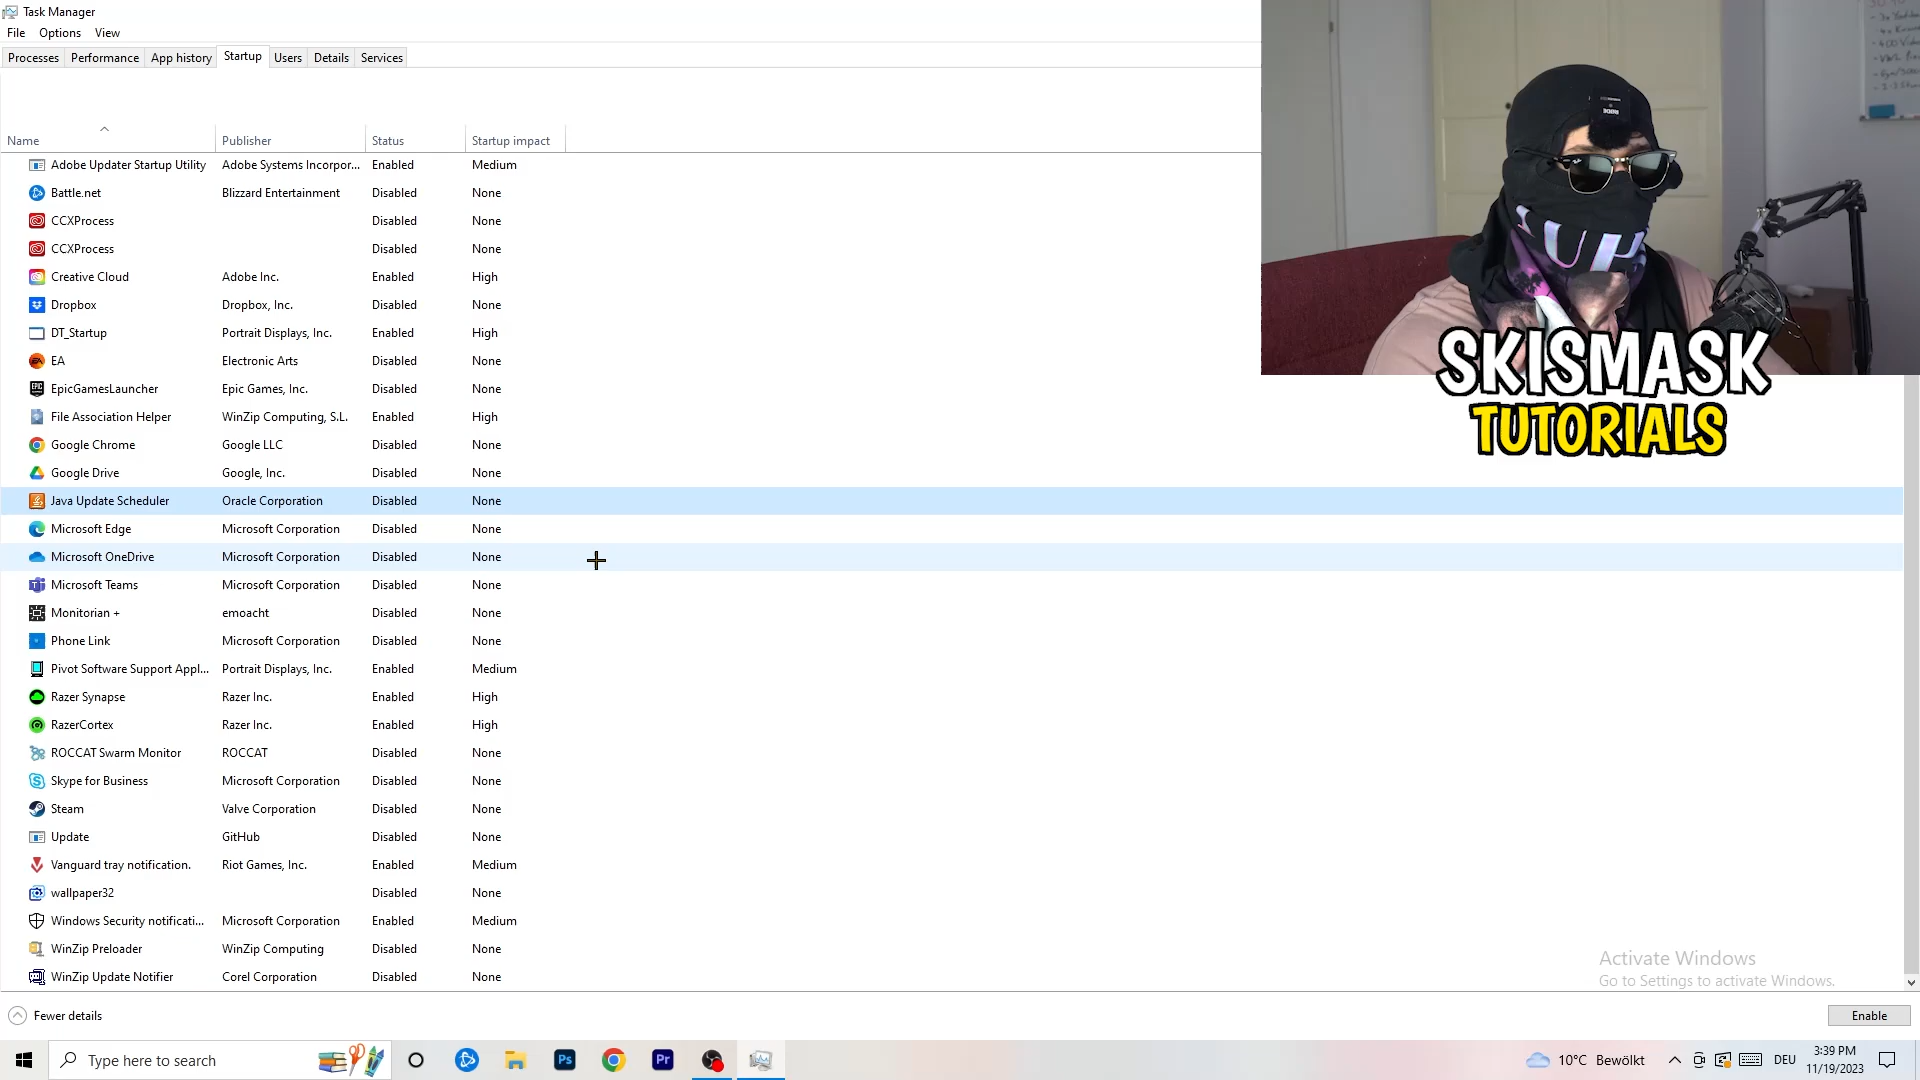 Task Manager
File Options View
Processes Performance App history Startup Users Details Services
Name Publisher Status Startup impact
Adobe Updater Startup Utility Adobe Systems Incorpor... Enabled Medium
Battle.net Blizzard Entertainment Disabled None
CCXProcess Disabled None
CCXProcess Disabled None
Creative Cloud Adobe Inc. Enabled High
Dropbox Dropbox, Inc. Disabled None
DT_Startup Portrait Displays, Inc. Enabled High
EA Electronic Arts Disabled None
EpicGamesLauncher Epic Games, Inc. Disabled None
File Association Helper WinZip Computing, S.L. Enabled High
Google Chrome Google LLC Disabled None
Google Drive Google, Inc. Disabled None
Java Update Scheduler Oracle Corporation Disabled None
Microsoft Edge Microsoft Corporation Disabled None
Microsoft OneDrive Microsoft Corporation Disabled None
Microsoft Teams Microsoft Corporation Disabled None
Monitorian + emoacht Disabled None
Phone Link Microsoft Corporation Disabled None
Pivot Software Support Appl... Portrait Displays, Inc. Enabled Medium
Razer Synapse Razer Inc. Enabled High
RazerCortex Razer Inc. Enabled High
ROCCAT Swarm Monitor ROCCAT Disabled None
Skype for Business Microsoft Corporation Disabled None
Steam Valve Corporation Disabled None
Update GitHub Disabled None
Vanguard tray notification. Riot Games, Inc. Enabled Medium
wallpaper32 Disabled None
Windows Security notificati... Microsoft Corporation Enabled Medium
WinZip Preloader WinZip Computing Disabled None
WinZip Update Notifier Corel Corporation Disabled None
SKISMASK
TUTORIALS
Activate Windows
Go to Settings to activate Windows.
Fewer details
Enable
Type here to search
Ps
Pr
10°C Bewölkt
DEU
3:39 PM
11/19/2023